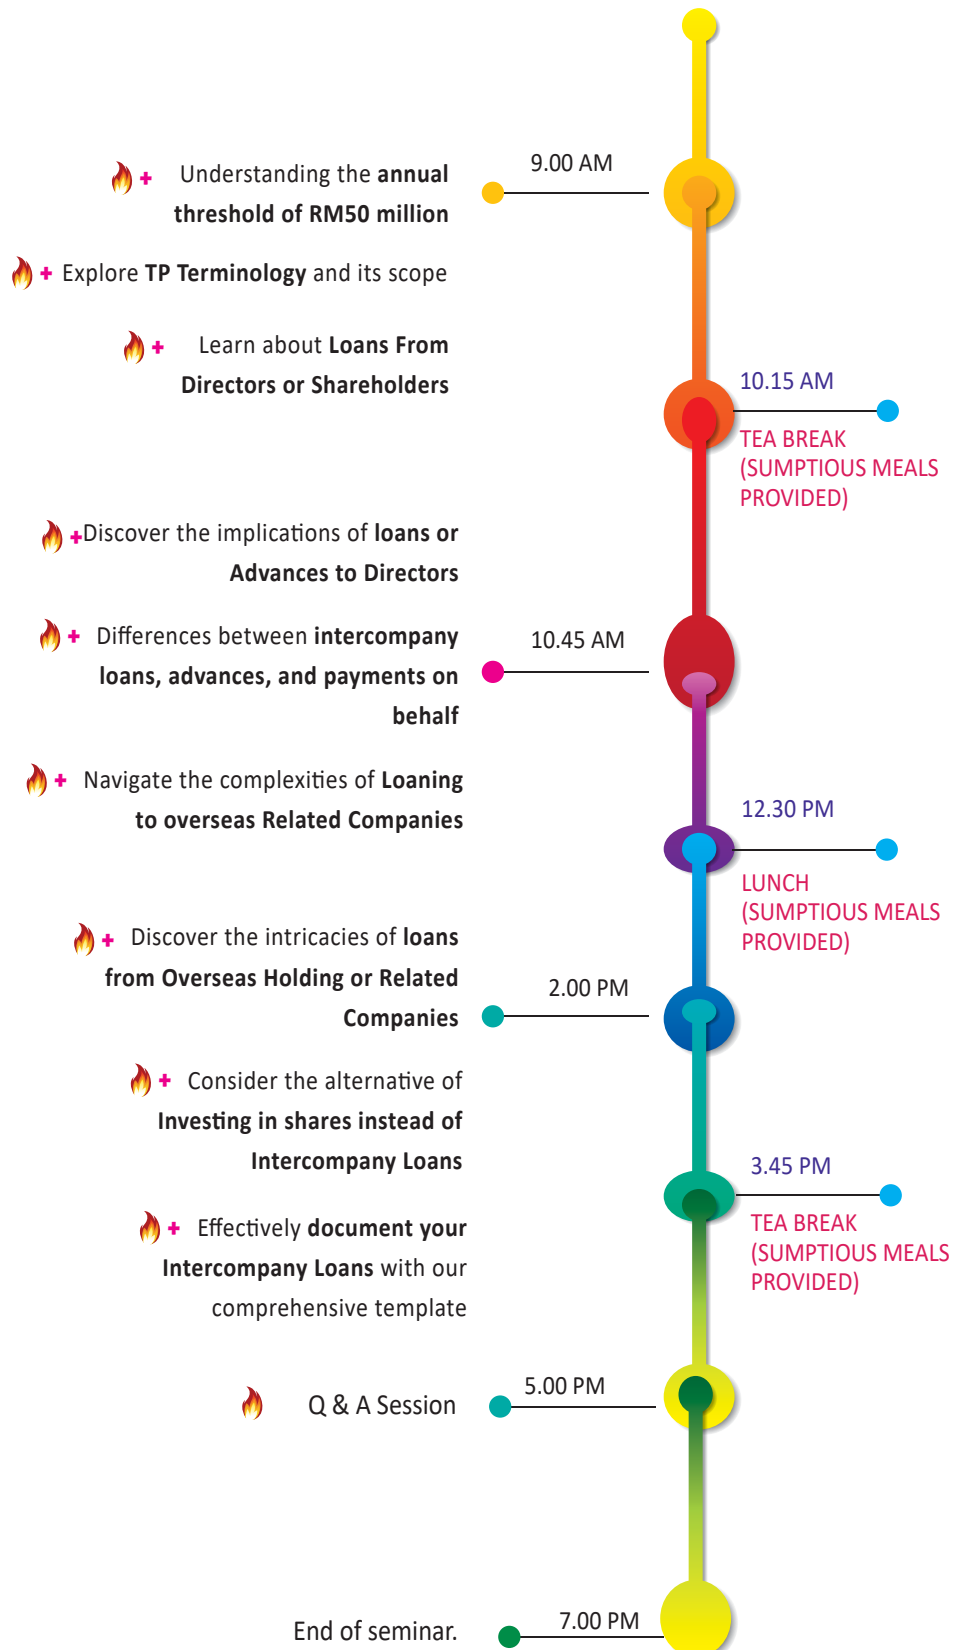 9.00 AM
Understanding the annual
threshold of RM50 million
+ Explore TP Terminology and its scope
+ Learn about Loans From
Directors or Shareholders
10.15 AM
TEA BREAK
(SUMPTIOUS MEALS
PROVIDED)
+Discover the implications of loans or
Advances to Directors
+ Differences between intercompany
loans, advances, and payments on
behalf
10.45 AM
+ Navigate the complexities of Loaning
to overseas Related Companies
12.30 PM
LUNCH
(SUMPTIOUS MEALS
PROVIDED)
+ Discover the intricacies of loans
from Overseas Holding or Related
Companies
2.00 PM
+ Consider the alternative of
Investing in shares instead of
Intercompany Loans
3.45 PM
TEA BREAK
(SUMPTIOUS MEALS
PROVIDED)
+ Effectively document your
Intercompany Loans with our
comprehensive template
5.00 PM
Q & A Session
7.00 PM
End of seminar.